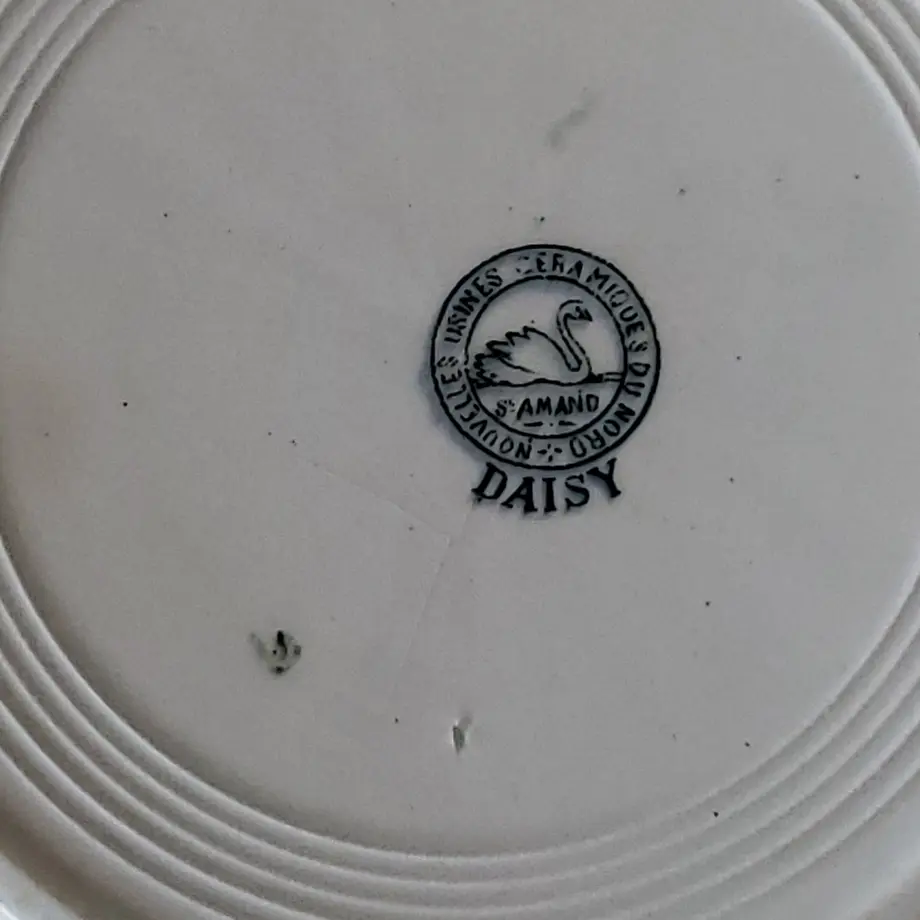 NOUVELLES USINES CERAMIQUES DU NORD
St AMAND
DAISY